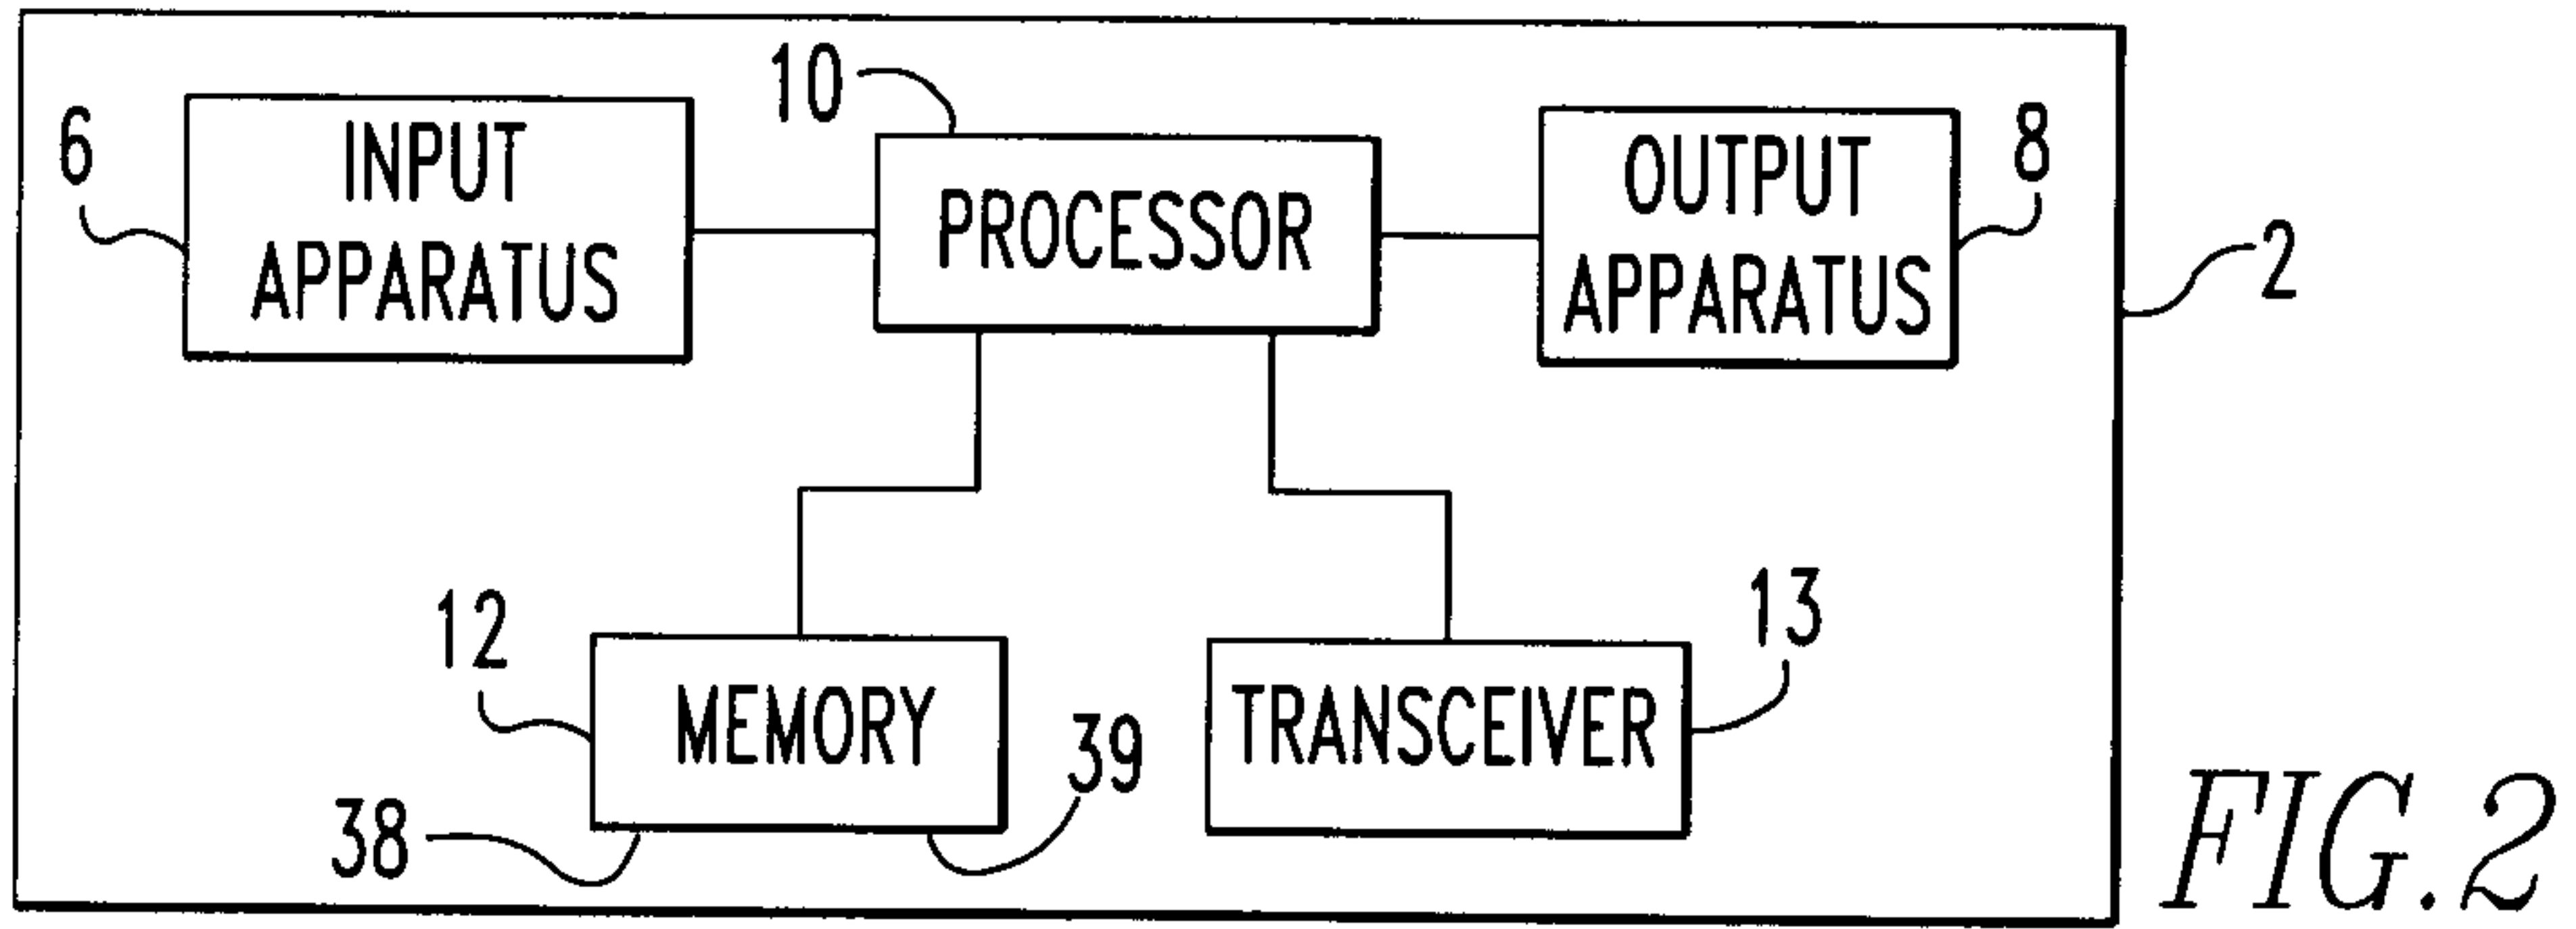 10
6
INPUT
APPARATUS
PROCESSOR
OUTPUT
APPARATUS
8
2
12
MEMORY
38
39
TRANSCEIVER
13
FIG.2